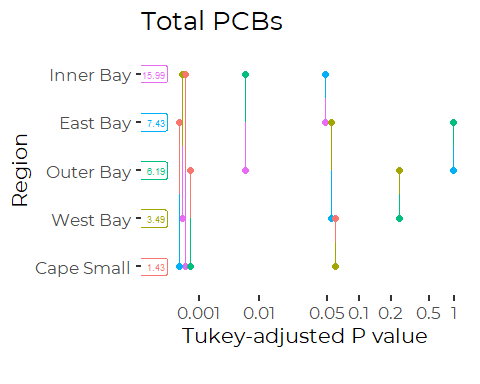 Total PCBs
Region
Inner Bay 15.99
East Bay 7.43
Outer Bay 6.19
West Bay 3.49
Cape Small 1.43
0.001 0.01 0.05 0.1 0.2 0.5 1
Tukey-adjusted P value